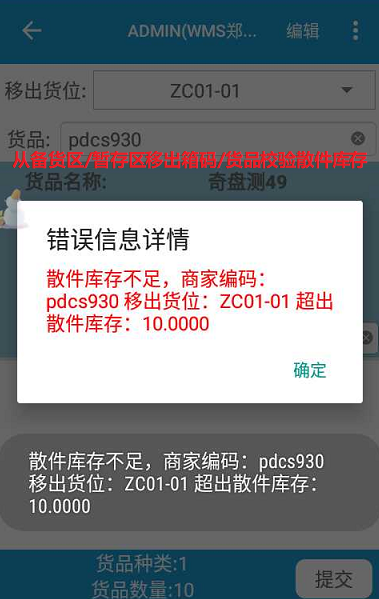 ADMIN(WMS郑... 编辑
移出货位: ZC01-01
货品: pdcs930
从备货区/暂存区移出箱码/货品校验散件库存
货品名称: 奇盘测49
错误信息详情
散件库存不足，商家编码：
pdcs930 移出货位：ZC01-01 超出
散件库存：10.0000
确定
散件库存不足，商家编码：pdcs930
移出货位：ZC01-01 超出散件库存：
10.0000
货品种类:1
货品数量:10
提交